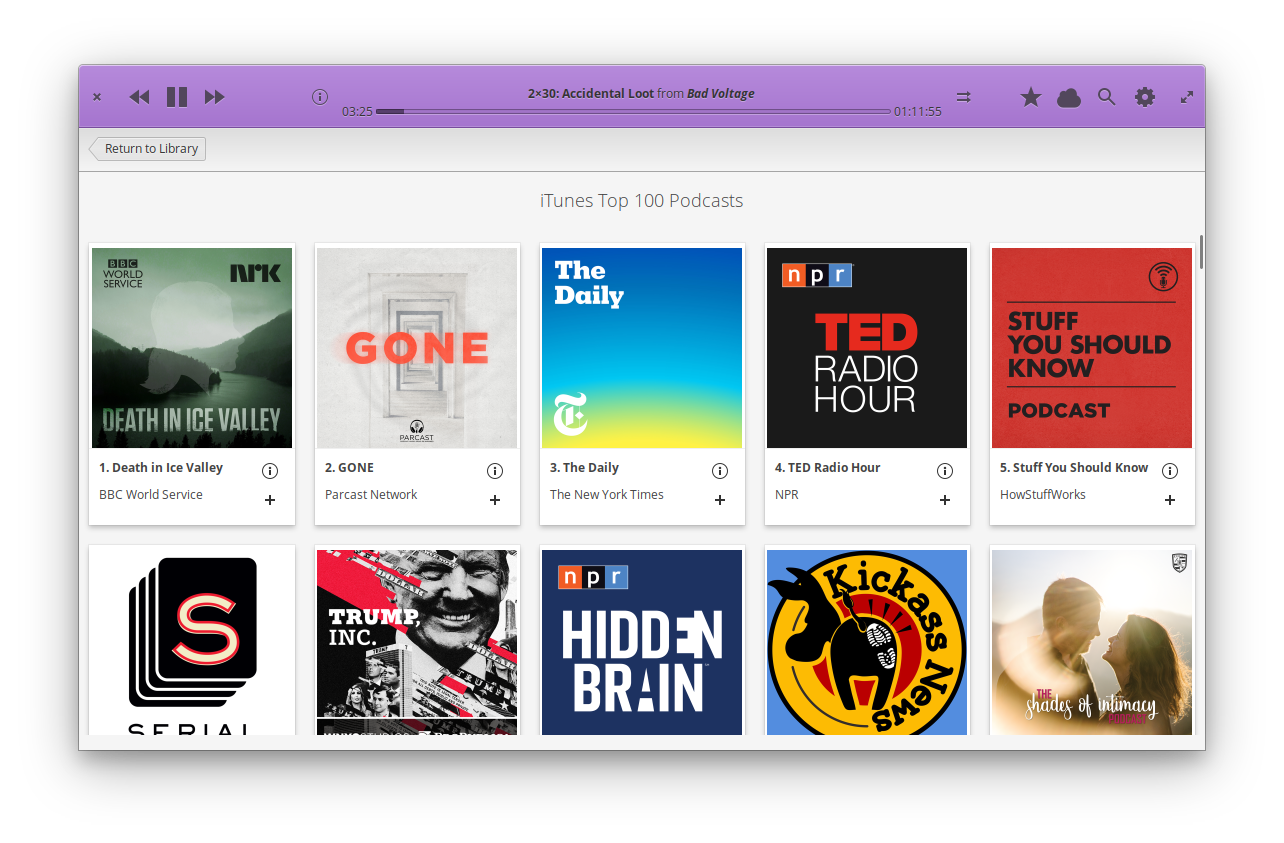 2×30: Accidental Loot from Bad Voltage
03:25
01:11:55
Return to Library
iTunes Top 100 Podcasts
BBC
WORLD
SERVICE
NRK
DEATH IN ICE VALLEY
GONE
PARCAST
The
Daily
T
npr
TED
RADIO
HOUR
STUFF
YOU SHOULD
KNOW
PODCAST
1. Death in Ice Valley
BBC World Service
2. GONE
Parcast Network
3. The Daily
The New York Times
4. TED Radio Hour
NPR
5. Stuff You Should Know
HowStuffWorks
S
SERIAL
DOLLAR
TRUMP,
INC.
TRUMP
TRUMP
npr
HIDDEN
BRAIN
Kickass News
THE
shades of intimacy
PODCAST